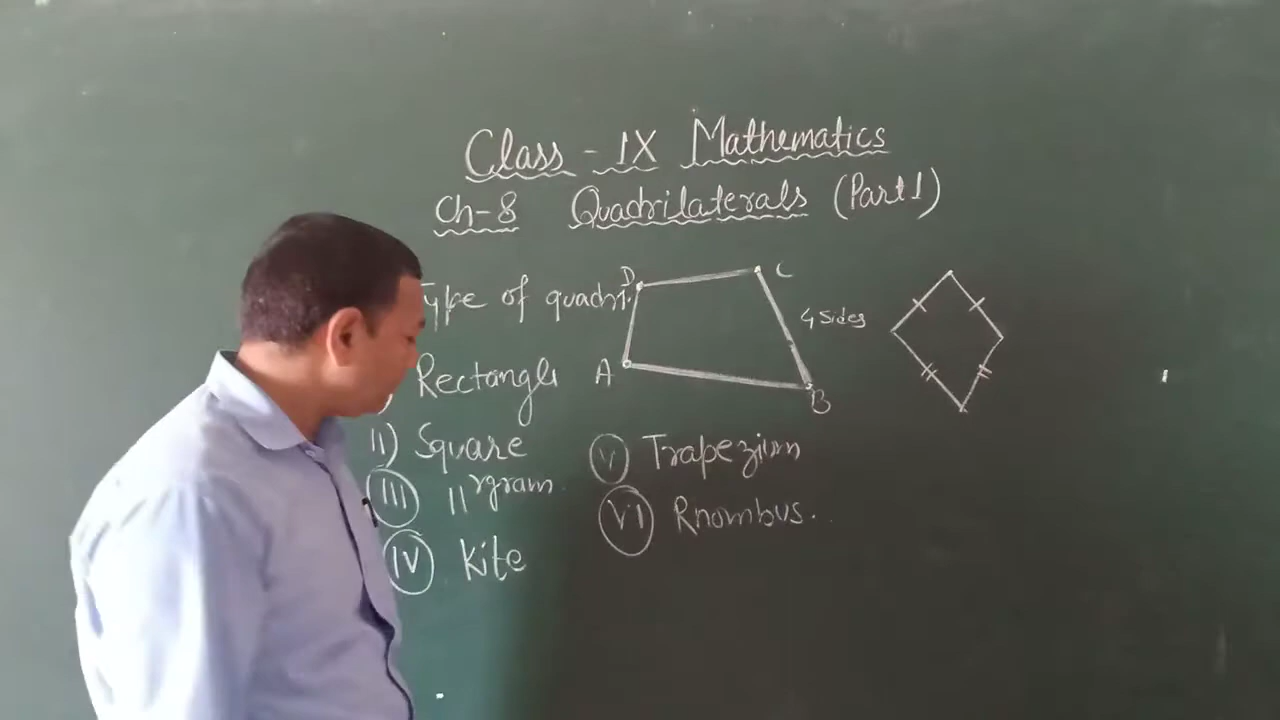 Class - IX Mathematics
Ch-8 Quadrilaterals (Part 1)
Type of quadri.
D
C
4 Sides
Rectangle
A
B
II) Square
III ||rgram
IV Kite
V Trapezium
VI Rhombus.